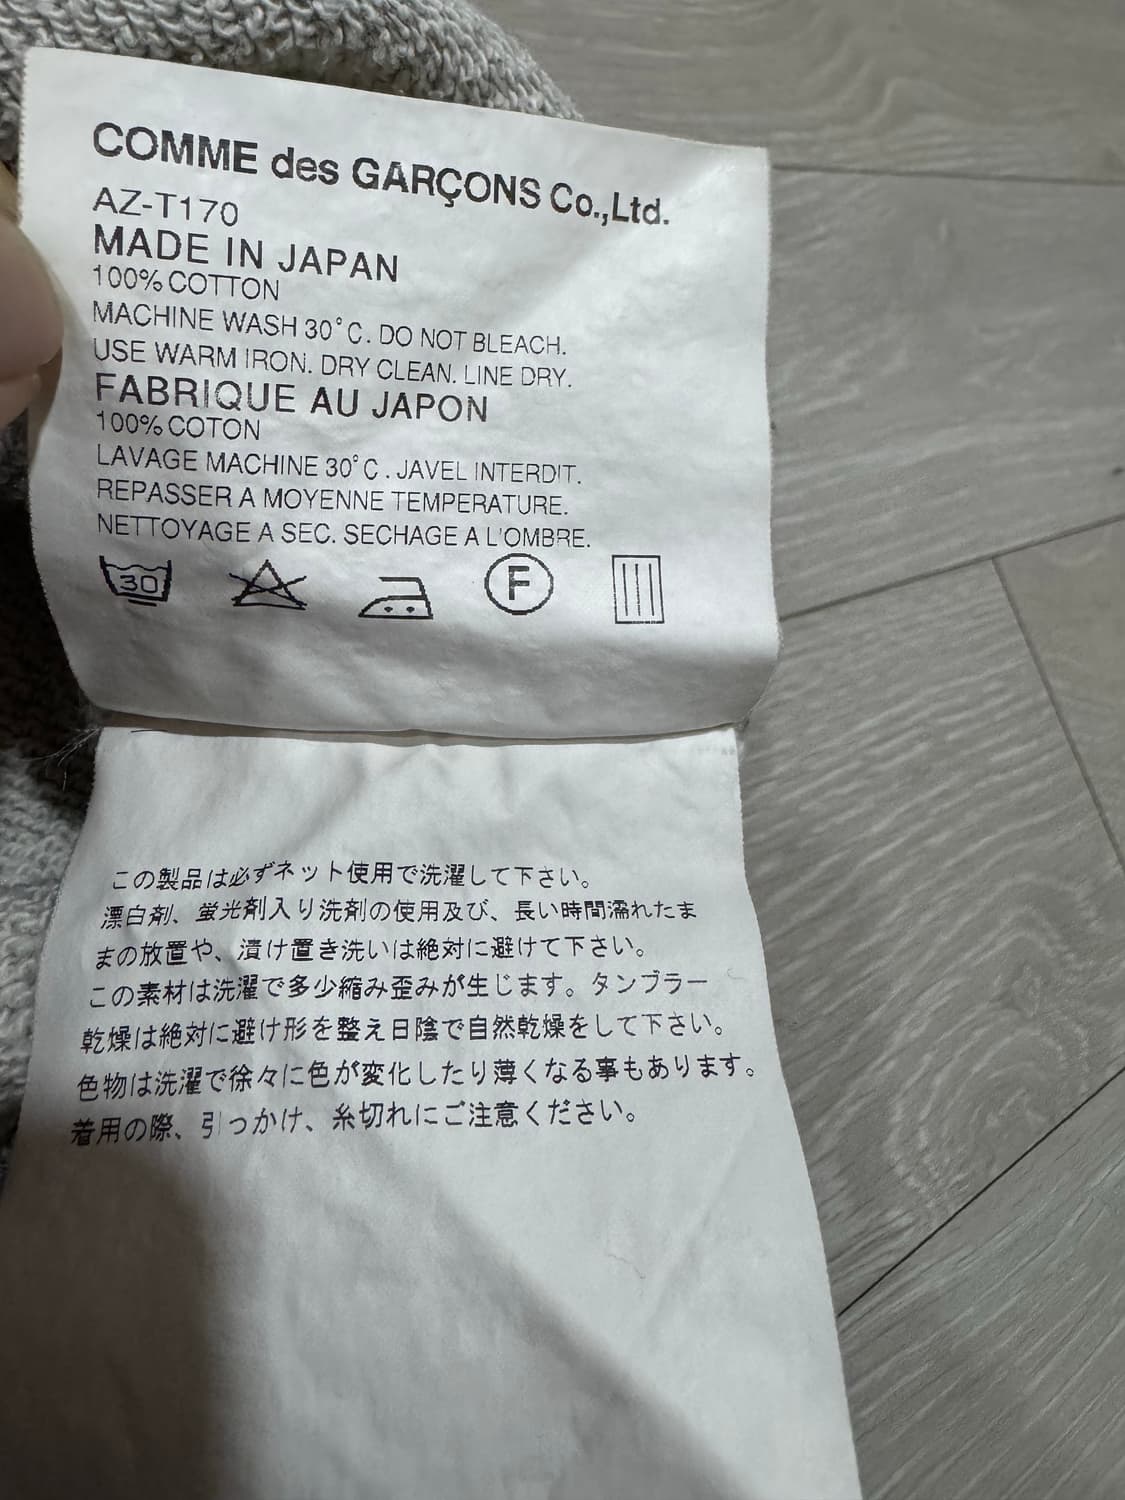 COMME des GARÇONS Co.,Ltd.
AZ-T170
MADE IN JAPAN
100% COTTON
MACHINE WASH 30°C. DO NOT BLEACH.
USE WARM IRON. DRY CLEAN. LINE DRY.
FABRIQUE AU JAPON
100% COTON
LAVAGE MACHINE 30°C. JAVEL INTERDIT.
REPASSER A MOYENNE TEMPERATURE.
NETTOYAGE A SEC. SECHAGE A L'OMBRE.
30 F
この製品は必ずネット使用で洗濯して下さい。
漂白剤、蛍光剤入り洗剤の使用及び、長い時間濡れたま
まの放置や、漬け置き洗いは絶対に避けて下さい。
この素材は洗濯で多少縮み歪みが生じます。タンブラー
乾燥は絶対に避け形を整え日陰で自然乾燥をして下さい。
色物は洗濯で徐々に色が変化したり薄くなる事もあります。
着用の際、引っかけ、糸切れにご注意ください。